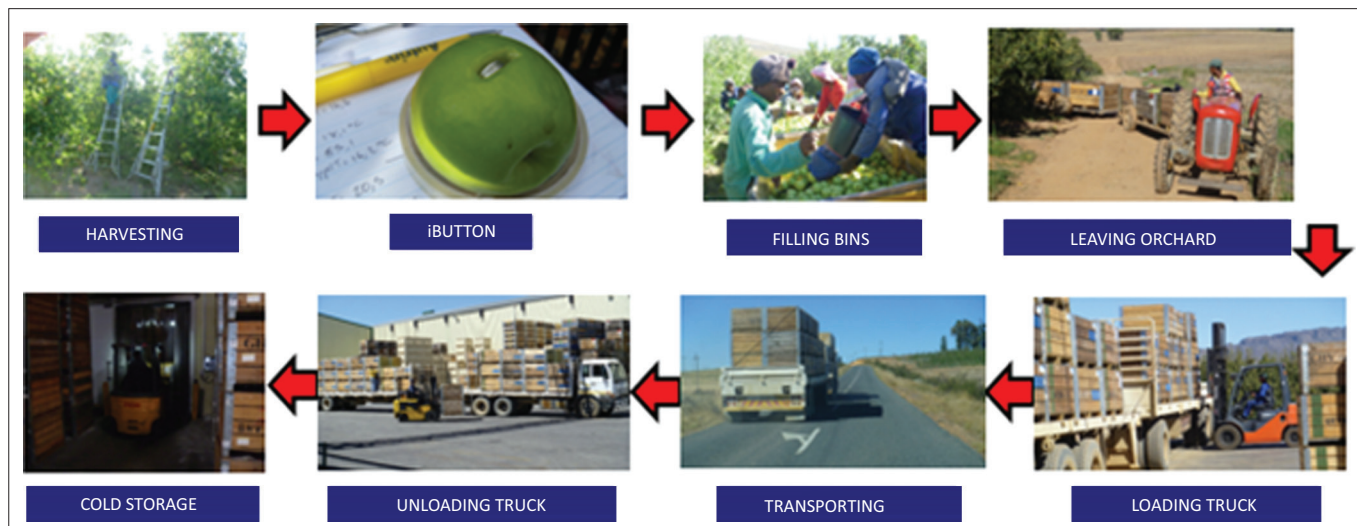 HARVESTING
iBUTTON
FILLING BINS
LEAVING ORCHARD
COLD STORAGE
UNLOADING TRUCK
TRANSPORTING
LOADING TRUCK